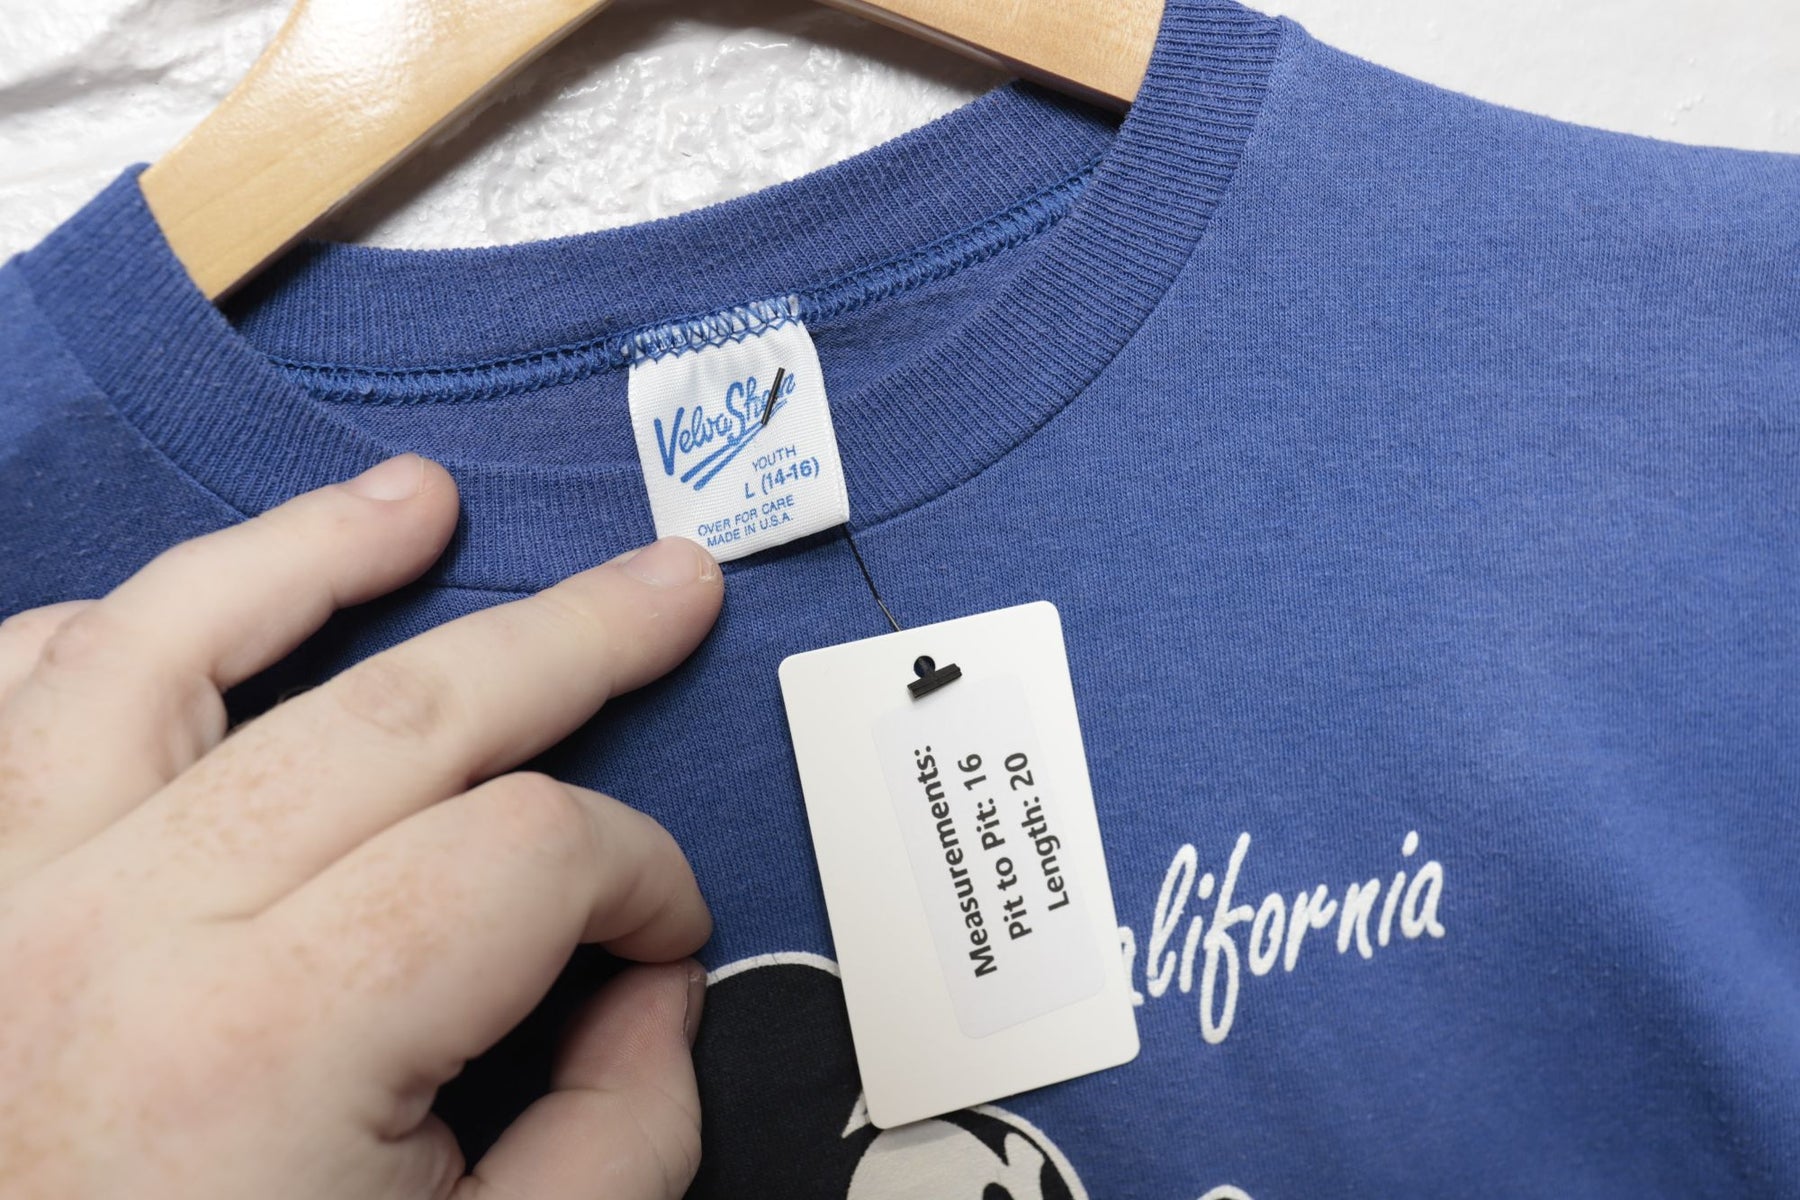 Velva Sheen
YOUTH
L (14-16)
OVER FOR CARE
MADE IN U.S.A.
Measurements:
Pit to Pit: 16
Length: 20
alifornia